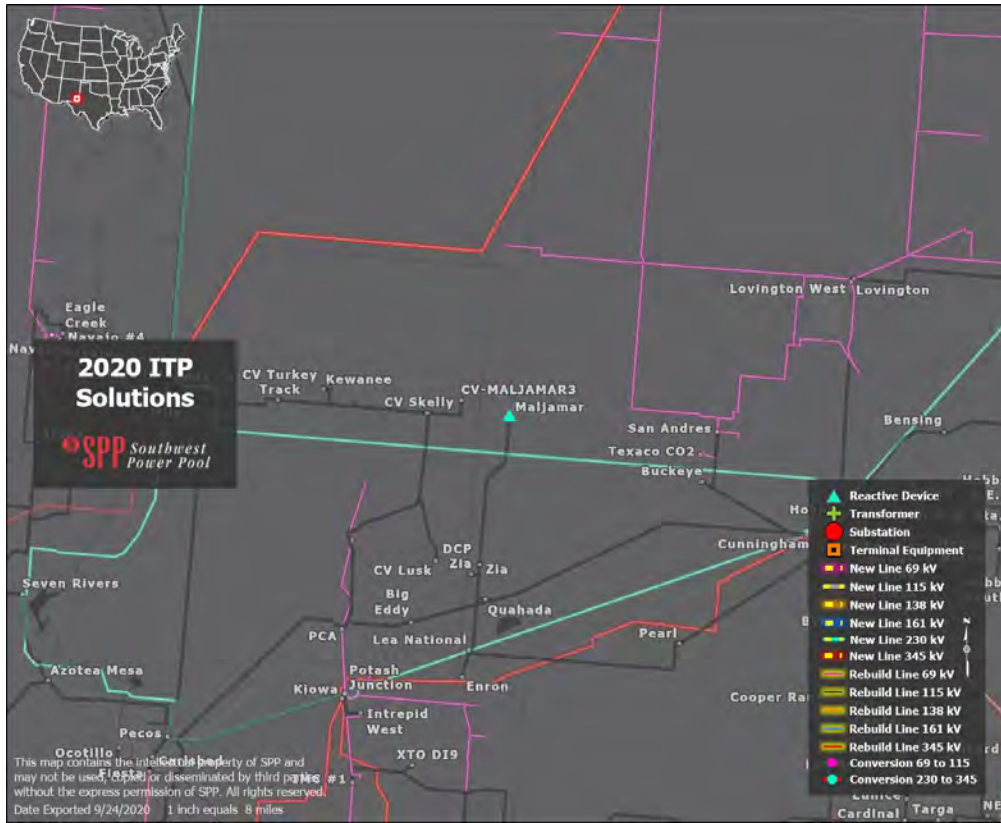 Eagle
Creek
Navajo #4
2020 ITP
Solutions
SPP Southwest
Power Pool
Lovington West
Lovington
CV Turkey
Track
Kewanee
CV Skelly
CV-MALJAMAR3
Maljamar
San Andres
Texaco CO2
Buckeye
Bensing
Cunningham
Seven Rivers
DCP
Zia
Zia
CV Lusk
Big
Eddy
Quahada
PCA
Lea National
Pearl
Azotea Mesa
Potash
Junction
Kiowa
Enron
Intrepid
West
Pecos
Ocotillo
Carlsbad
Fiesta
XTO DI9
IMC #1
Reactive Device
Transformer
Substation
Terminal Equipment
New Line 69 kV
New Line 115 kV
New Line 138 kV
New Line 161 kV
New Line 230 kV
New Line 345 kV
Rebuild Line 69 kV
Rebuild Line 115 kV
Rebuild Line 138 kV
Rebuild Line 161 kV
Rebuild Line 345 kV
Conversion 69 to 115
Conversion 230 to 345
N
Cooper
Eunice
Cardinal
Targa
This map contains the intellectual property of SPP and
may not be used, copied or disseminated by third parties
without the express permission of SPP. All rights reserved.
Date Exported 9/24/2020 1 inch equals 8 miles